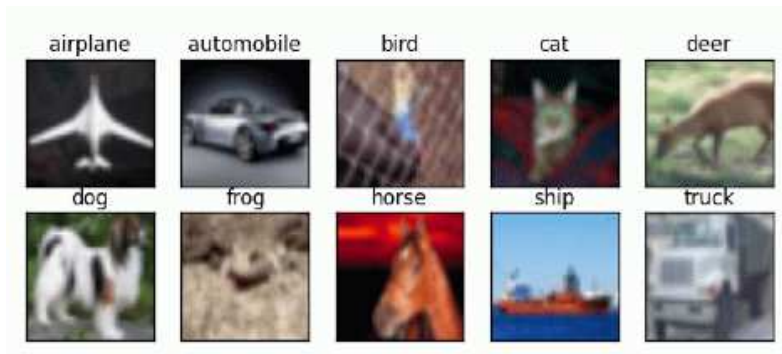 airplane automobile bird cat deer
dog frog horse ship truck